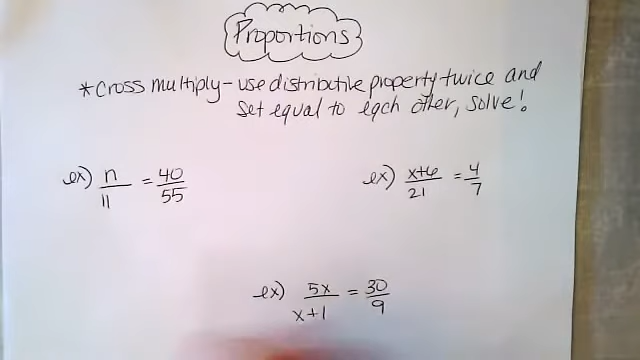 Proportions
*Cross multiply - use distributive property twice and
set equal to each other, solve!
ex) n/11 = 40/55
ex) x+6/21 = 4/7
ex) 5x/x+1 = 30/9